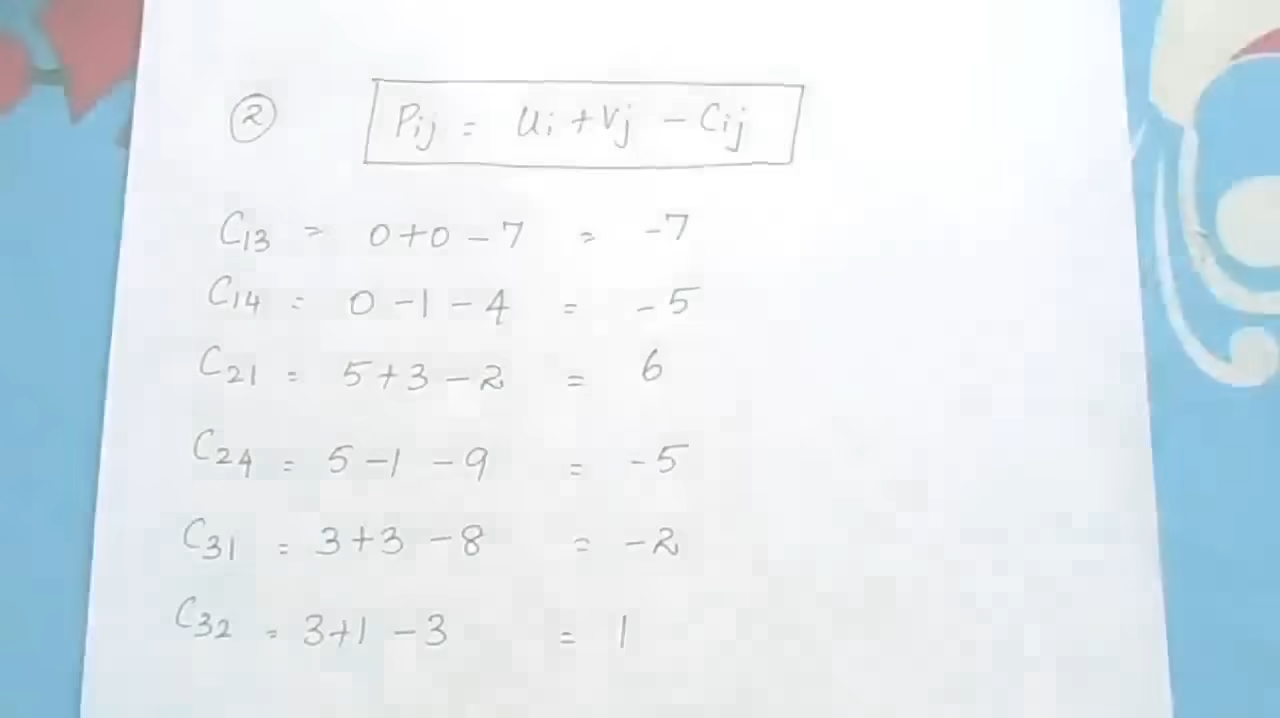 ② Pij = Ui + Vj - Cij
C13 = 0+0-7 = -7
C14 = 0-1-4 = -5
C21 = 5+3-2 = 6
C24 = 5-1-9 = -5
C31 = 3+3-8 = -2
C32 = 3+1-3 = 1